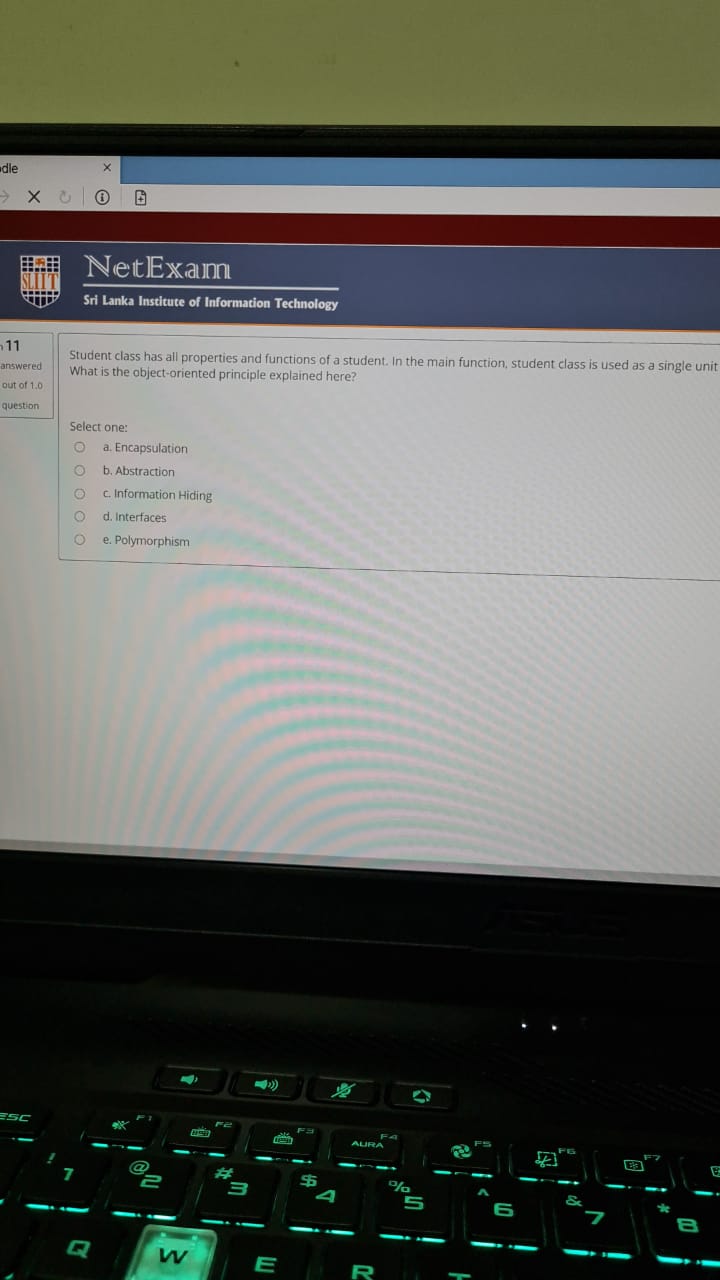 dle
SLIIT
NetExam
Sri Lanka Institute of Information Technology
11
answered
out of 1.0
question
Student class has all properties and functions of a student. In the main function, student class is used as a single unit
What is the object-oriented principle explained here?
Select one:
a. Encapsulation
b. Abstraction
c. Information Hiding
d. Interfaces
e. Polymorphism
ASUS
ESC
F1
F2
F3
AURA F4
F5
F6
F7
! 1
@ 2
# 3
$ 4
% 5
^ 6
& 7
* 8
Q
W
E
R